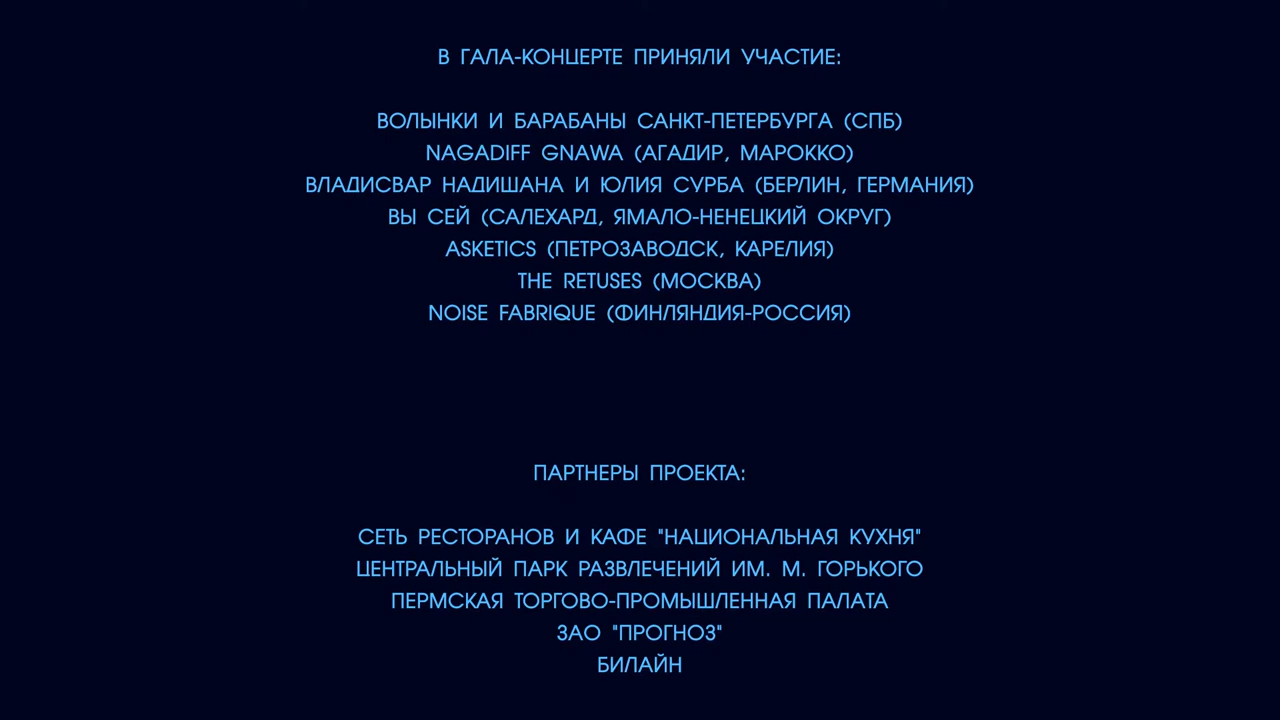 В ГАЛА-КОНЦЕРТЕ ПРИНЯЛИ УЧАСТИЕ:
ВОЛЫНКИ И БАРАБАНЫ САНКТ-ПЕТЕРБУРГА (СПБ)
NAGADIFF GNAWA (АГАДИР, МАРОККО)
ВЛАДИСВАР НАДИШАНА И ЮЛИЯ СУРБА (БЕРЛИН, ГЕРМАНИЯ)
ВЫ СЕЙ (САЛЕХАРД, ЯМАЛО-НЕНЕЦКИЙ ОКРУГ)
ASKETICS (ПЕТРОЗАВОДСК, КАРЕЛИЯ)
THE RETUSES (МОСКВА)
NOISE FABRIQUE (ФИНЛЯНДИЯ-РОССИЯ)
ПАРТНЕРЫ ПРОЕКТА:
СЕТЬ РЕСТОРАНОВ И КАФЕ "НАЦИОНАЛЬНАЯ КУХНЯ"
ЦЕНТРАЛЬНЫЙ ПАРК РАЗВЛЕЧЕНИЙ ИМ. М. ГОРЬКОГО
ПЕРМСКАЯ ТОРГОВО-ПРОМЫШЛЕННАЯ ПАЛАТА
ЗАО "ПРОГНОЗ"
БИЛАЙН